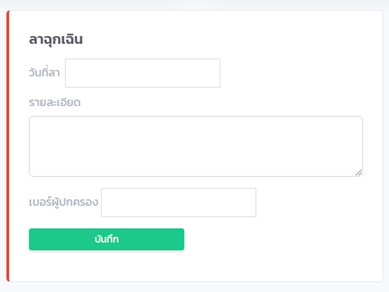 ลาฉุกเฉิน
วันที่ลา
รายละเอียด
เบอร์ผู้ปกครอง
บันทึก